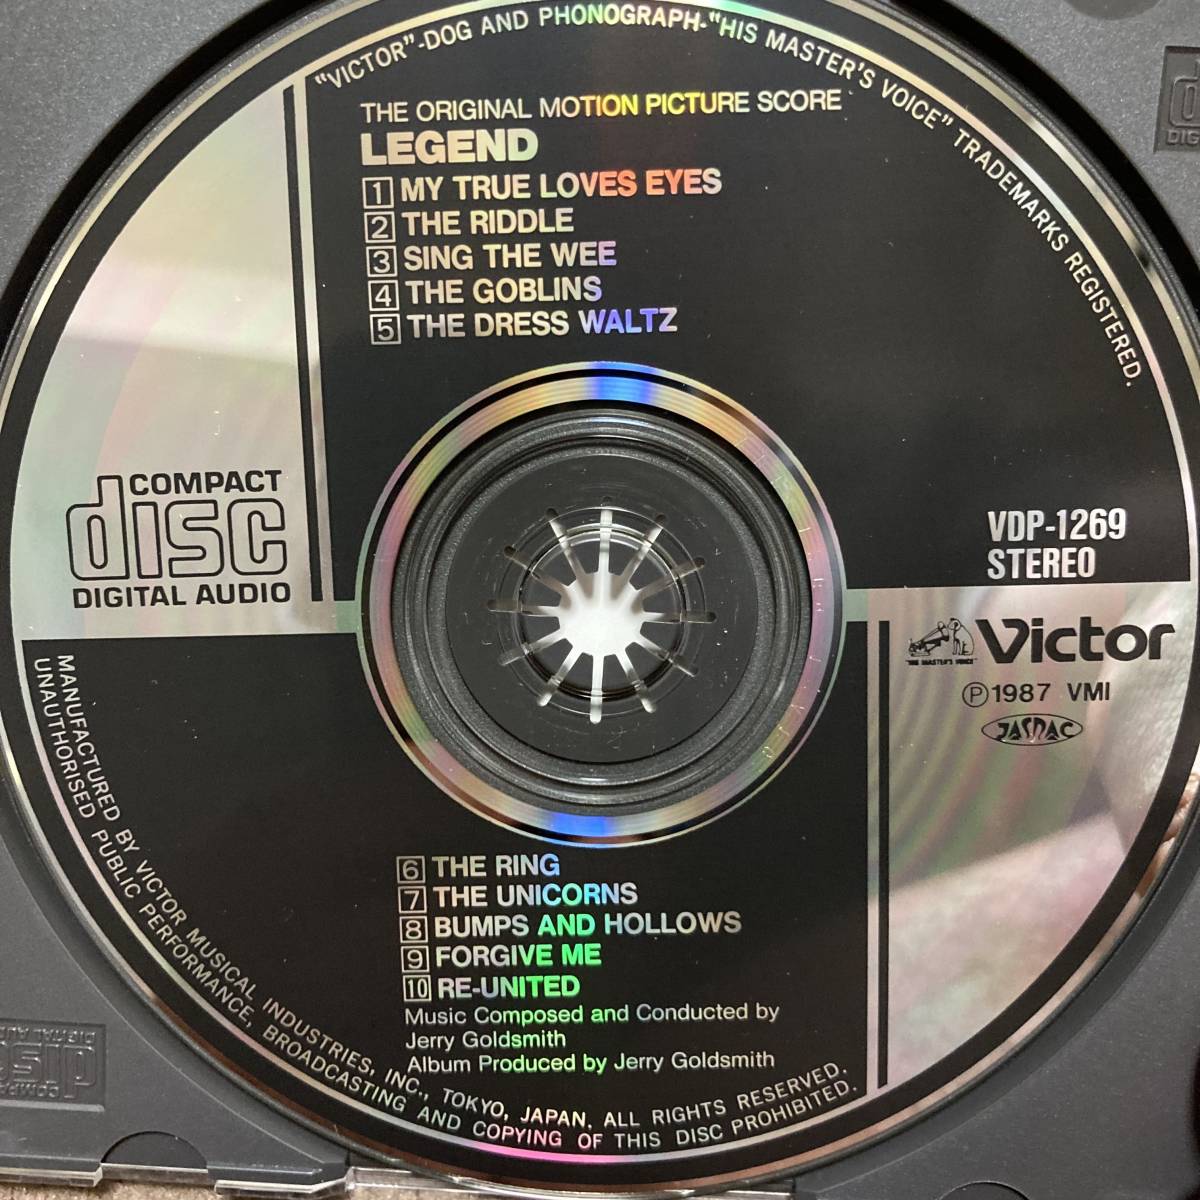 "VICTOR"-DOG AND PHONOGRAPH-"HIS MASTER'S VOICE" TRADEMARKS REGISTERED.
THE ORIGINAL MOTION PICTURE SCORE
LEGEND
1 MY TRUE LOVES EYES
2 THE RIDDLE
3 SING THE WEE
4 THE GOBLINS
5 THE DRESS WALTZ
COMPACT
disc
DIGITAL AUDIO
VDP-1269
STEREO
"HIS MASTER'S VOICE"
Victor
Ⓟ1987 VMI
JASRAC
6 THE RING
7 THE UNICORNS
8 BUMPS AND HOLLOWS
9 FORGIVE ME
10 RE-UNITED
Music Composed and Conducted by
Jerry Goldsmith
Album Produced by Jerry Goldsmith
MANUFACTURED BY VICTOR MUSICAL INDUSTRIES, INC., TOKYO, JAPAN. ALL RIGHTS RESERVED.
UNAUTHORISED PUBLIC PERFORMANCE, BROADCASTING AND COPYING OF THIS DISC PROHIBITED.